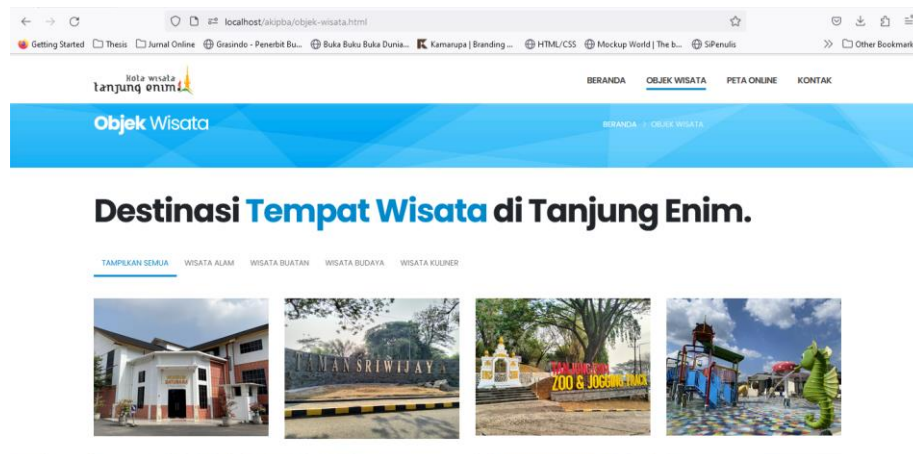 localhost/akipba/objek-wisata.html
Getting Started Thesis Jurnal Online Grasindo - Penerbit Bu... Buka Buku Buka Dunia... Kamarupa | Branding ... HTML/CSS Mockup World | The b... SiPenulis Other Bookmark
Kota wisata
tanjung enim
BERANDA OBJEK WISATA PETA ONLINE KONTAK
Objek Wisata
BERANDA > OBJEK WISATA
Destinasi Tempat Wisata di Tanjung Enim.
TAMPILKAN SEMUA WISATA ALAM WISATA BUATAN WISATA BUDAYA WISATA KULINER
TAMAN SRIWIJAYA
ZOO & JOGGING TRACK